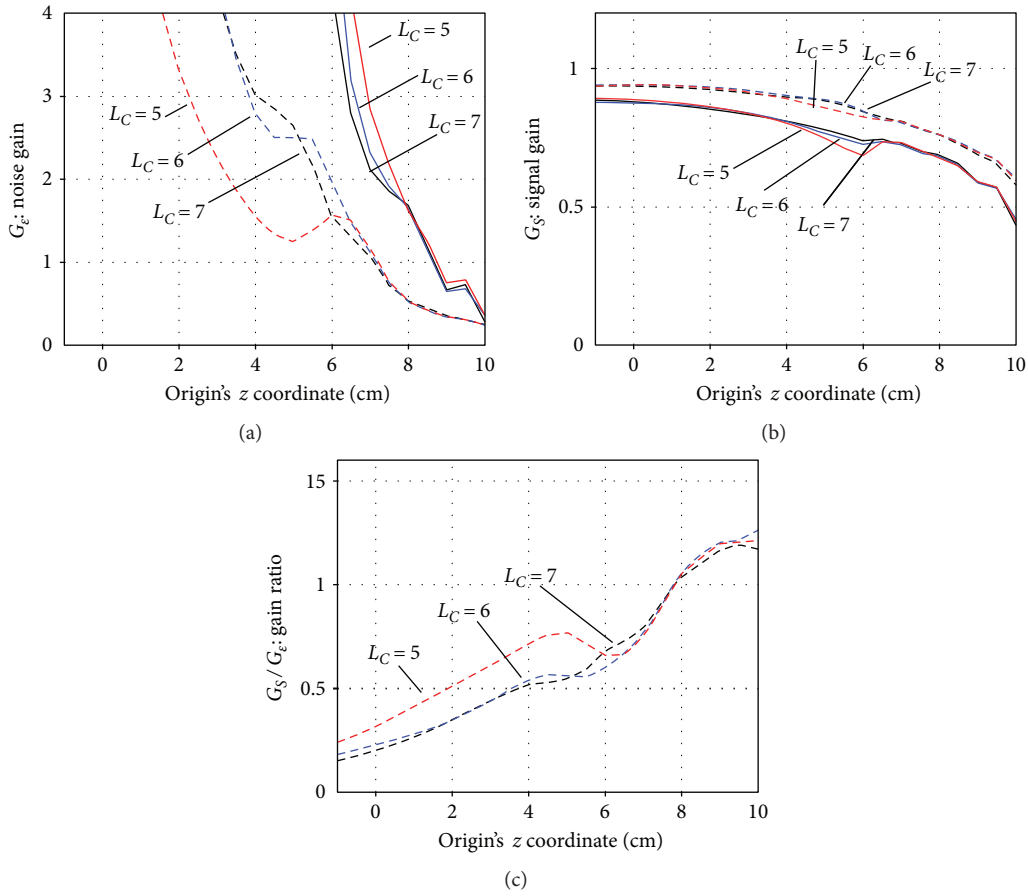 4
3
2
1
0
G_ε: noise gain
L_C = 5
L_C = 6
L_C = 7
L_C = 5
L_C = 6
L_C = 7
0 2 4 6 8 10
Origin's z coordinate (cm)
(a)
1
0.5
0
G_S: signal gain
L_C = 5
L_C = 6
L_C = 7
L_C = 5
L_C = 6
L_C = 7
0 2 4 6 8 10
Origin's z coordinate (cm)
(b)
15
1
0.5
0
G_S / G_ε: gain ratio
L_C = 7
L_C = 6
L_C = 5
0 2 4 6 8 10
Origin's z coordinate (cm)
(c)